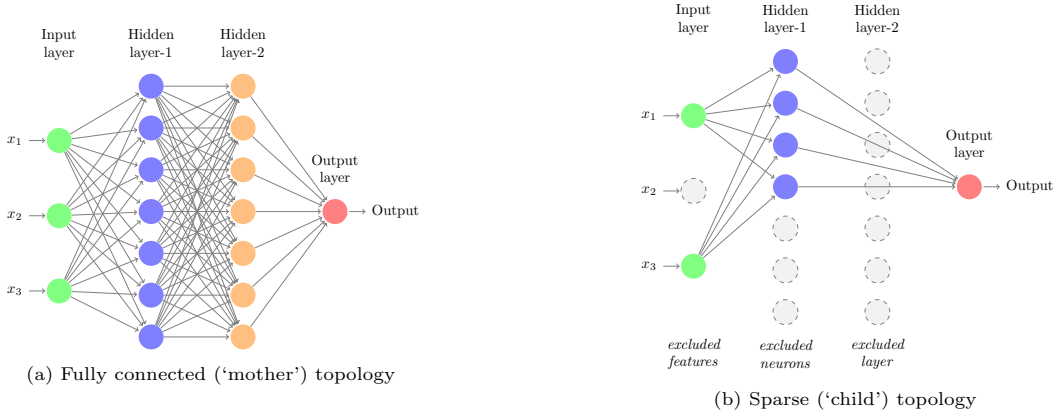 Input
layer
Hidden
layer-1
Hidden
layer-2
x₁
x₂
x₃
Output
layer
Output
(a) Fully connected (‘mother’) topology
Input
layer
Hidden
layer-1
Hidden
layer-2
x₁
x₂
x₃
Output
layer
Output
excluded
features
excluded
neurons
excluded
layer
(b) Sparse (‘child’) topology